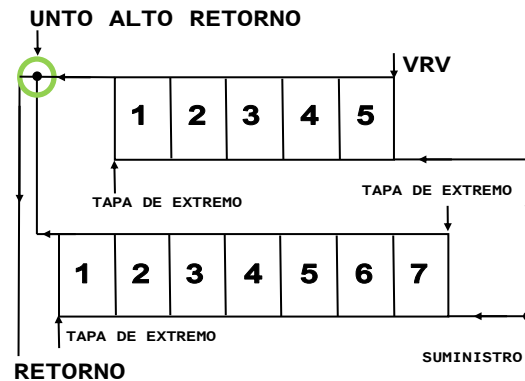 UNTO ALTO RETORNO
VRV
1 2 3 4 5
TAPA DE EXTREMO
TAPA DE EXTREMO
1 2 3 4 5 6 7
TAPA DE EXTREMO
SUMINISTRO
RETORNO